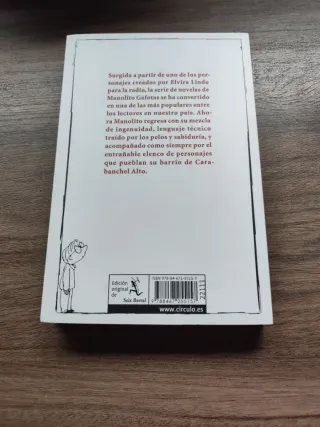 Surgida a partir de uno de los per-
sonajes creados por Elvira Lindo
para la radio, la serie de novelas de
Manolito Gafotas se ha convertido
en una de las más populares entre
los lectores en nuestro país. Aho-
ra Manolito regresa con su mezcla
de ingenuidad, lenguaje técnico
traído por los pelos y sabiduría, y
acompañado como siempre por el
entrañable elenco de personajes
que pueblan su barrio de Cara-
banchel Alto.
Edición
original
de
Seix Barral
www.circulo.es